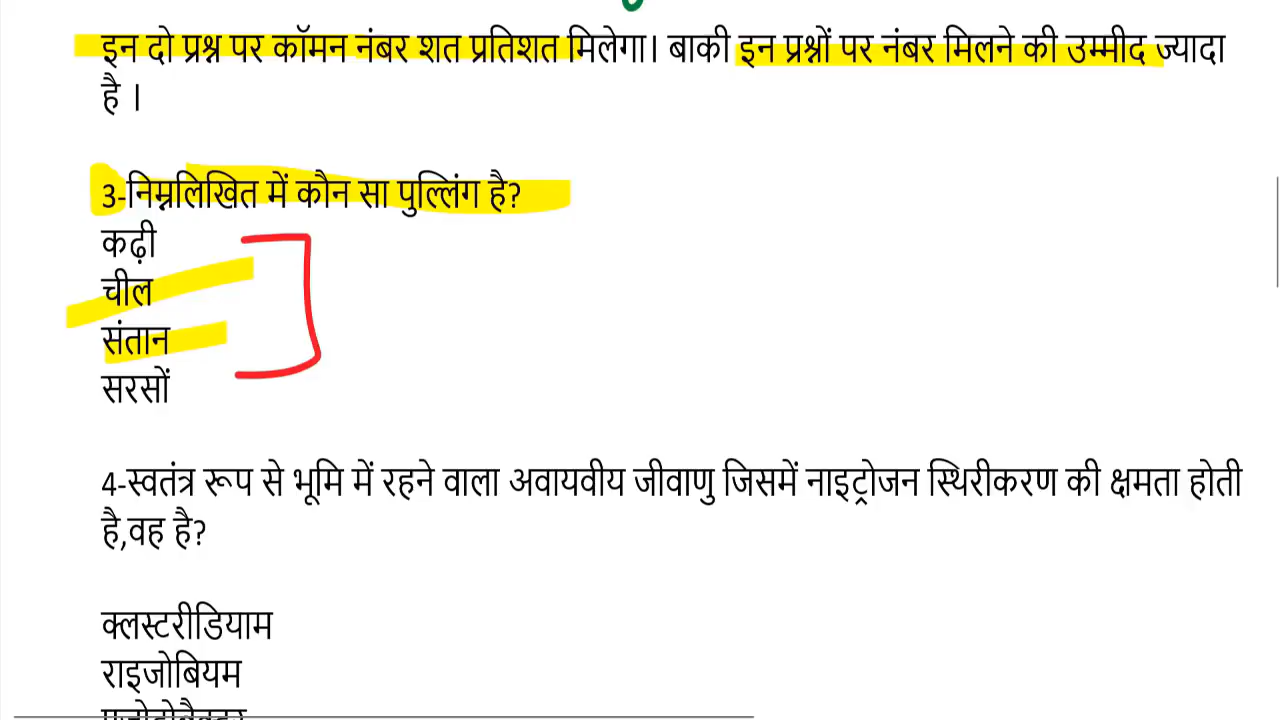 इन दो प्रश्न पर कॉमन नंबर शत प्रतिशत मिलेगा। बाकी इन प्रश्नों पर नंबर मिलने की उम्मीद ज्यादा
है ।
3-निम्नलिखित में कौन सा पुल्लिंग है?
कढ़ी
चील
संतान
सरसों
4-स्वतंत्र रूप से भूमि में रहने वाला अवायवीय जीवाणु जिसमें नाइट्रोजन स्थिरीकरण की क्षमता होती
है,वह है?
क्लस्टरीडियाम
राइजोबियम